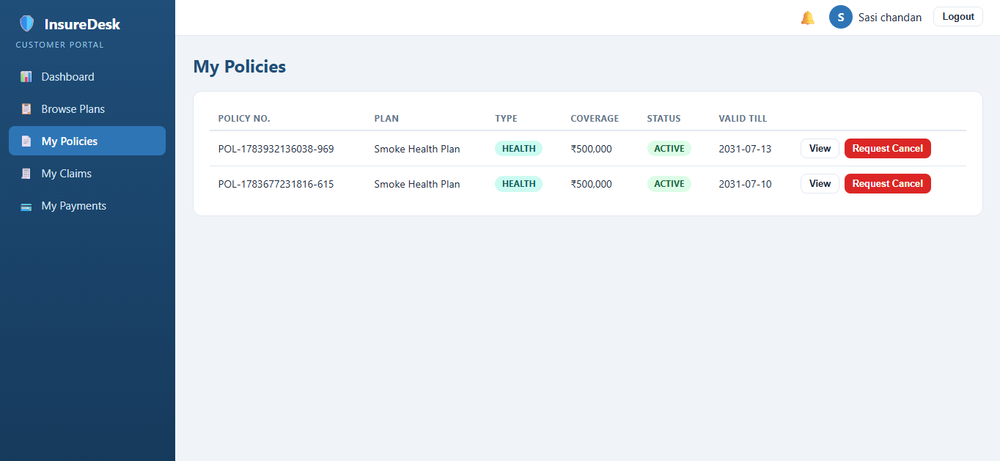 InsureDesk
CUSTOMER PORTAL
Dashboard
Browse Plans
My Policies
My Claims
My Payments
S Sasi chandan Logout
My Policies
POLICY NO. PLAN TYPE COVERAGE STATUS VALID TILL
POL-1783932136038-969 Smoke Health Plan HEALTH ₹500,000 ACTIVE 2031-07-13 View Request Cancel
POL-1783677231816-615 Smoke Health Plan HEALTH ₹500,000 ACTIVE 2031-07-10 View Request Cancel